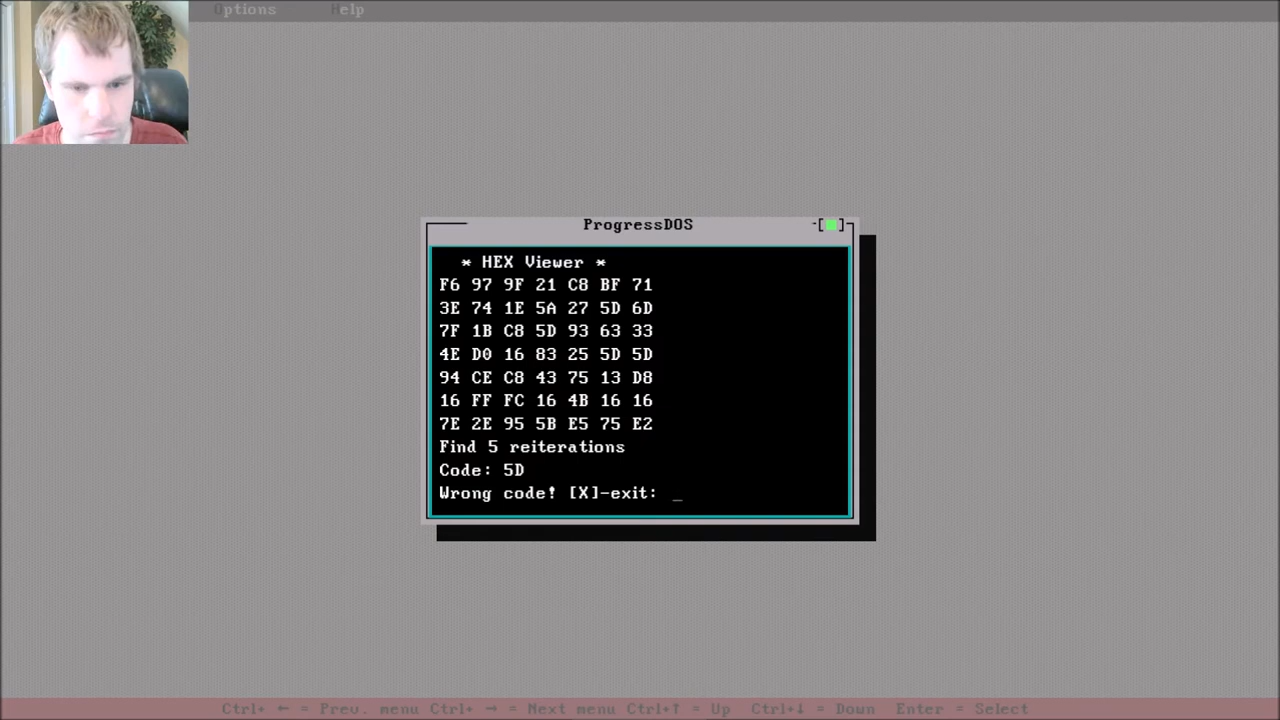 Options Help
ProgressDOS
* HEX Viewer *
F6 97 9F 21 C8 BF 71
3E 74 1E 5A 27 5D 6D
7F 1B C8 5D 93 63 33
4E D0 16 83 25 5D 5D
94 CE C8 43 75 13 D8
16 FF FC 16 4B 16 16
7E 2E 95 5B E5 75 E2
Find 5 reiterations
Code: 5D
Wrong code! [X]-exit: _
Ctrl+ ← = Prev. menu Ctrl+ → = Next menu Ctrl+↑ = Up Ctrl+↓ = Down Enter = Select